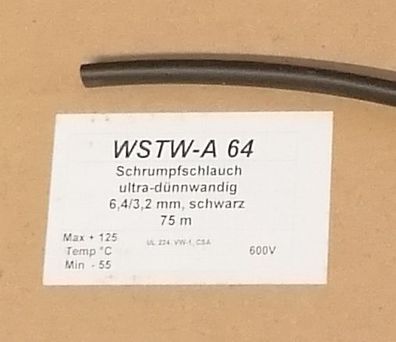 WSTW-A 64
Schrumpfschlauch
ultra-dünnwandig
6,4/3,2 mm, schwarz
75 m
Max + 125
UL 224, VW-1, CSA
Temp °C
600V
Min - 55